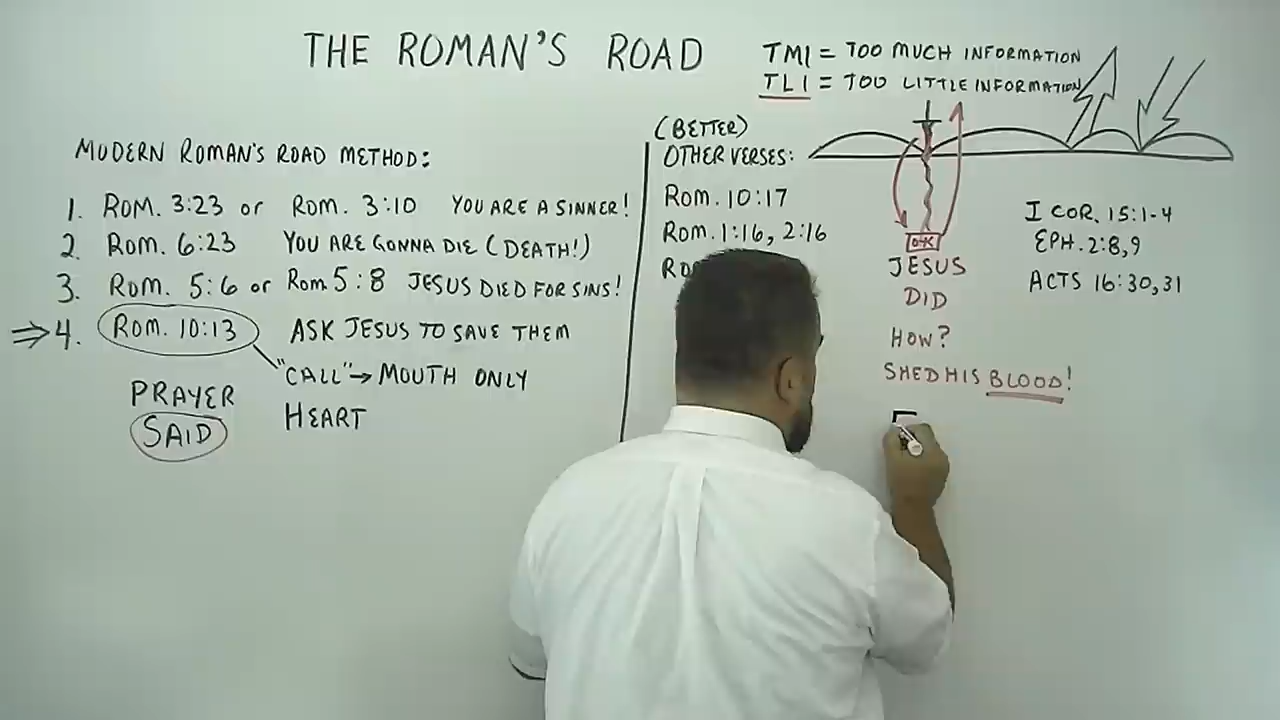 THE ROMAN'S ROAD
TMI = TOO MUCH INFORMATION
TLI = TOO LITTLE INFORMATION
MODERN ROMAN'S ROAD METHOD:
1. ROM. 3:23 or ROM. 3:10 YOU ARE A SINNER!
2. ROM. 6:23 YOU ARE GONNA DIE (DEATH!)
3. ROM. 5:6 or ROM 5:8 JESUS DIED FOR SINS!
⇒ 4. ROM. 10:13 ASK JESUS TO SAVE THEM
"CALL" → MOUTH ONLY
PRAYER
HEART
SAID
(BETTER)
OTHER VERSES:
ROM. 10:17
ROM. 1:16, 2:16
JESUS
DID
HOW?
SHED HIS BLOOD!
I COR. 15:1-4
EPH. 2:8,9
ACTS 16:30,31